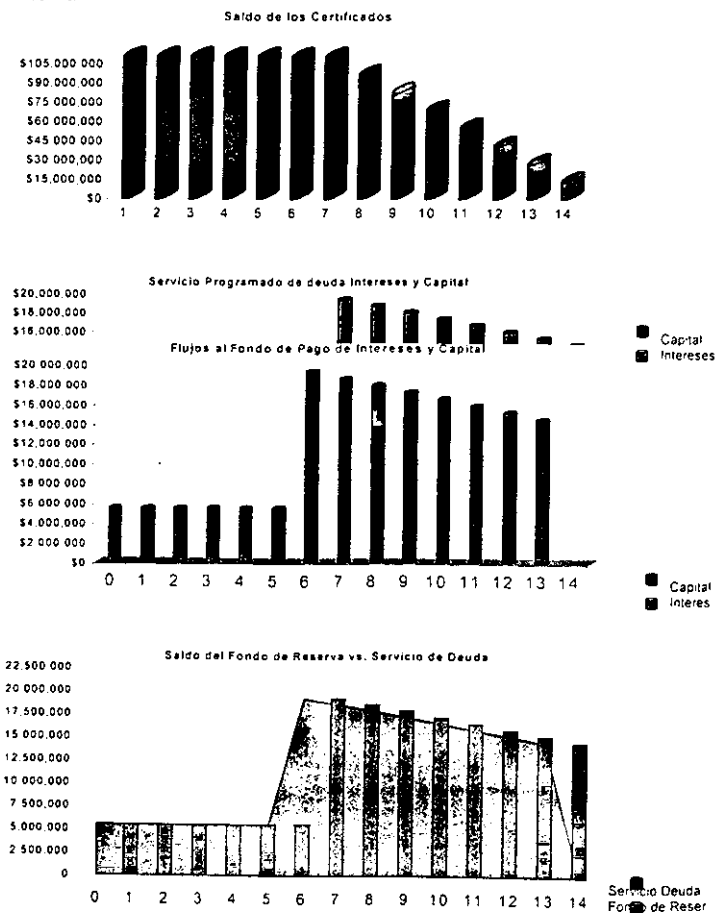 Saldo de los Certificados
$105.000 000
$90.000 000
$75 000.000
$60 000.000
$45 000 000
$30 000 000
$15,000,000
$0
1 2 3 4 5 6 7 8 9 10 11 12 13 14
Servicio Programado de deuda Intereses y Capital
$20,000,000
$18,000,000
$16,000,000
Capital
Intereses
Flujos al Fondo de Pago de Intereses y Capital
$20 000,000
$18,000,000
$16,000,000
$14,000,000
$12,000,000
$10,000,000
$8 000,000
$6 000,000
$4,000,000
$2 000,000
$0
0 1 2 3 4 5 6 7 8 9 10 11 12 13 14
Capital
Interes
Saldo del Fondo de Reserva vs. Servicio de Deuda
22.500 000
20 000.000
17,500,000
15 000,000
12,500,000
10 000,000
7 500,000
5 000,000
2 500,000
0
0 1 2 3 4 5 6 7 8 9 10 11 12 13 14
Servicio Deuda
Fondo de Reser